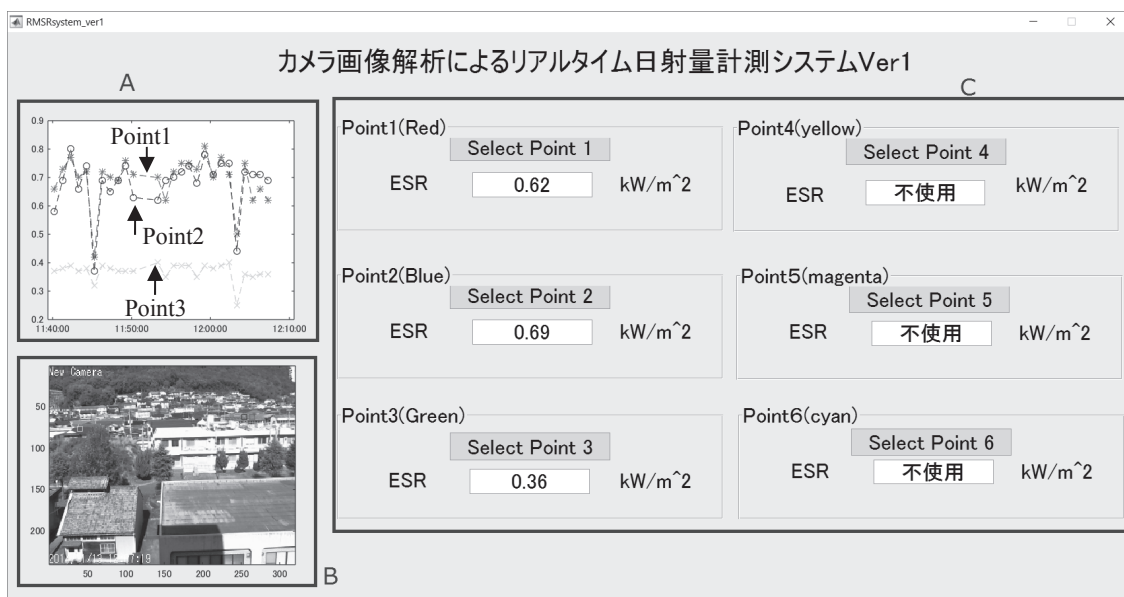 RMSRsystem_ver1
カメラ画像解析によるリアルタイム日射量計測システムVer1
A
0.9
0.8
0.7
0.6
0.5
0.4
0.3
0.2
Point1
Point2
Point3
11:40:00 11:50:00 12:00:00 12:10:00
New Camera
50
100
150
200
50 100 150 200 250 300
B
C
Point1(Red)
Select Point 1
ESR 0.62 kW/m^2
Point2(Blue)
Select Point 2
ESR 0.69 kW/m^2
Point3(Green)
Select Point 3
ESR 0.36 kW/m^2
Point4(yellow)
Select Point 4
ESR 不使用 kW/m^2
Point5(magenta)
Select Point 5
ESR 不使用 kW/m^2
Point6(cyan)
Select Point 6
ESR 不使用 kW/m^2